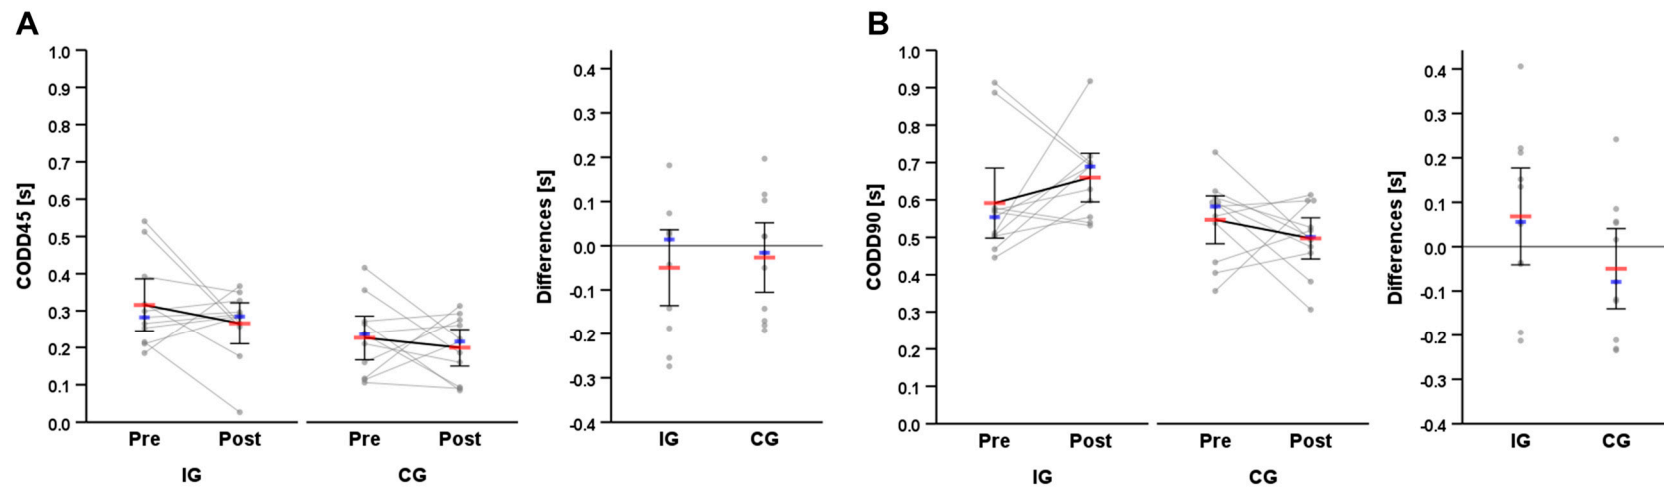 A
CODD45 [s]
1.0
0.9
0.8
0.7
0.6
0.5
0.4
0.3
0.2
0.1
0.0
Pre
Post
IG
Pre
Post
CG
Differences [s]
0.4
0.3
0.2
0.1
0.0
-0.1
-0.2
-0.3
-0.4
IG
CG
B
CODD90 [s]
1.0
0.9
0.8
0.7
0.6
0.5
0.4
0.3
0.2
0.1
0.0
Pre
Post
IG
Pre
Post
CG
Differences [s]
0.4
0.3
0.2
0.1
0.0
-0.1
-0.2
-0.3
-0.4
IG
CG